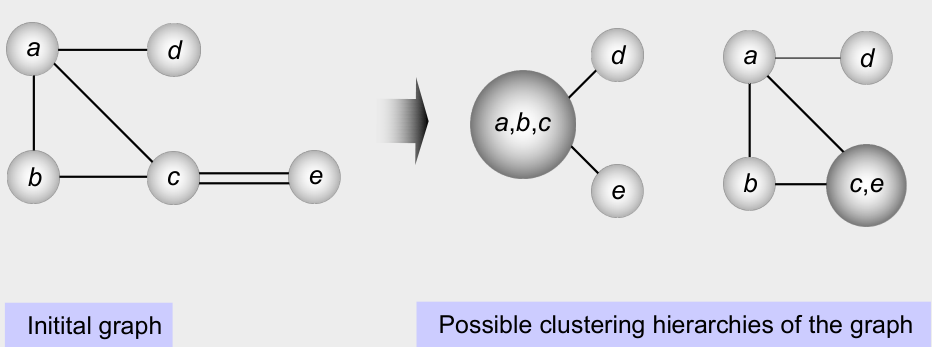 a
d
b
c
e
a,b,c
d
e
a
d
b
c,e
Initital graph
Possible clustering hierarchies of the graph